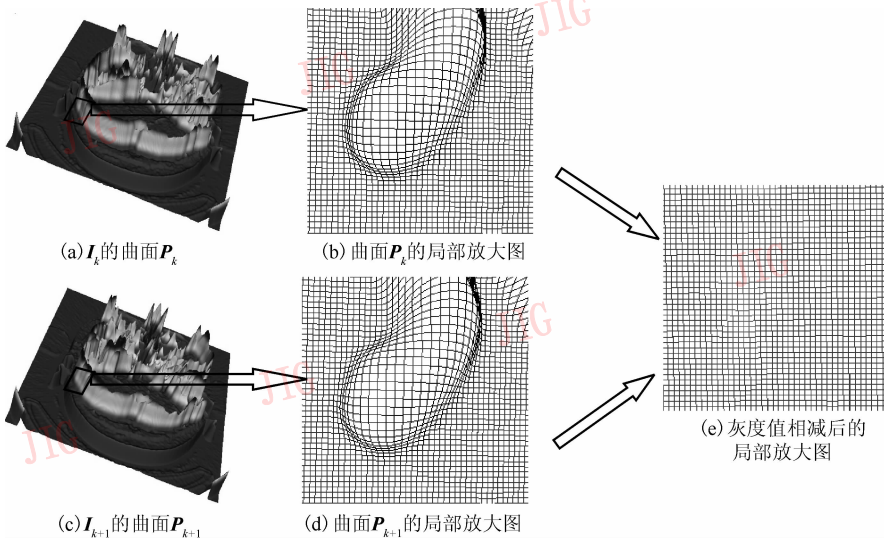 JIG
JIG
JIG
(a) I_k的曲面P_k
(b) 曲面P_k的局部放大图
JIG
JIG
JIG
JIG
(e) 灰度值相减后的
局部放大图
(c) I_{k+1}的曲面P_{k+1}
(d) 曲面P_{k+1}的局部放大图